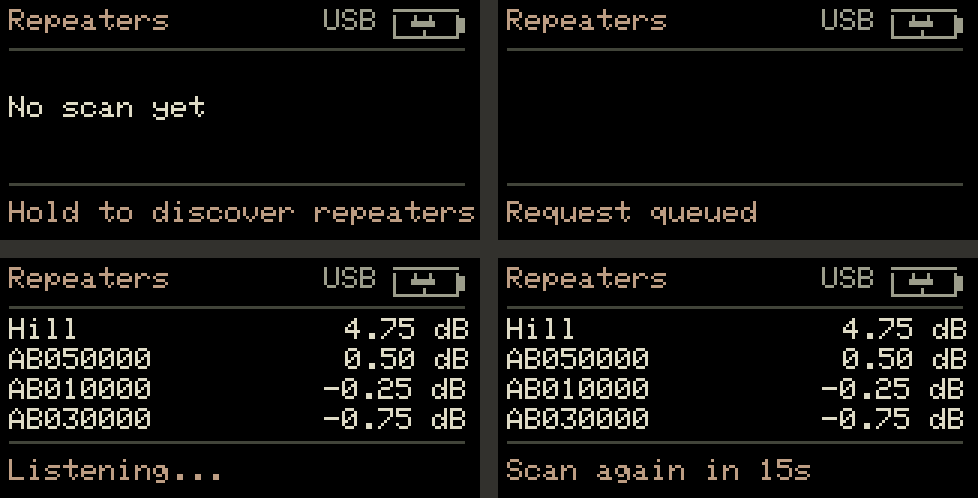 Repeaters USB
No scan yet
Hold to discover repeaters
Repeaters USB
Request queued
Repeaters USB
Hill 4.75 dB
AB050000 0.50 dB
AB010000 -0.25 dB
AB030000 -0.75 dB
Listening...
Repeaters USB
Hill 4.75 dB
AB050000 0.50 dB
AB010000 -0.25 dB
AB030000 -0.75 dB
Scan again in 15s